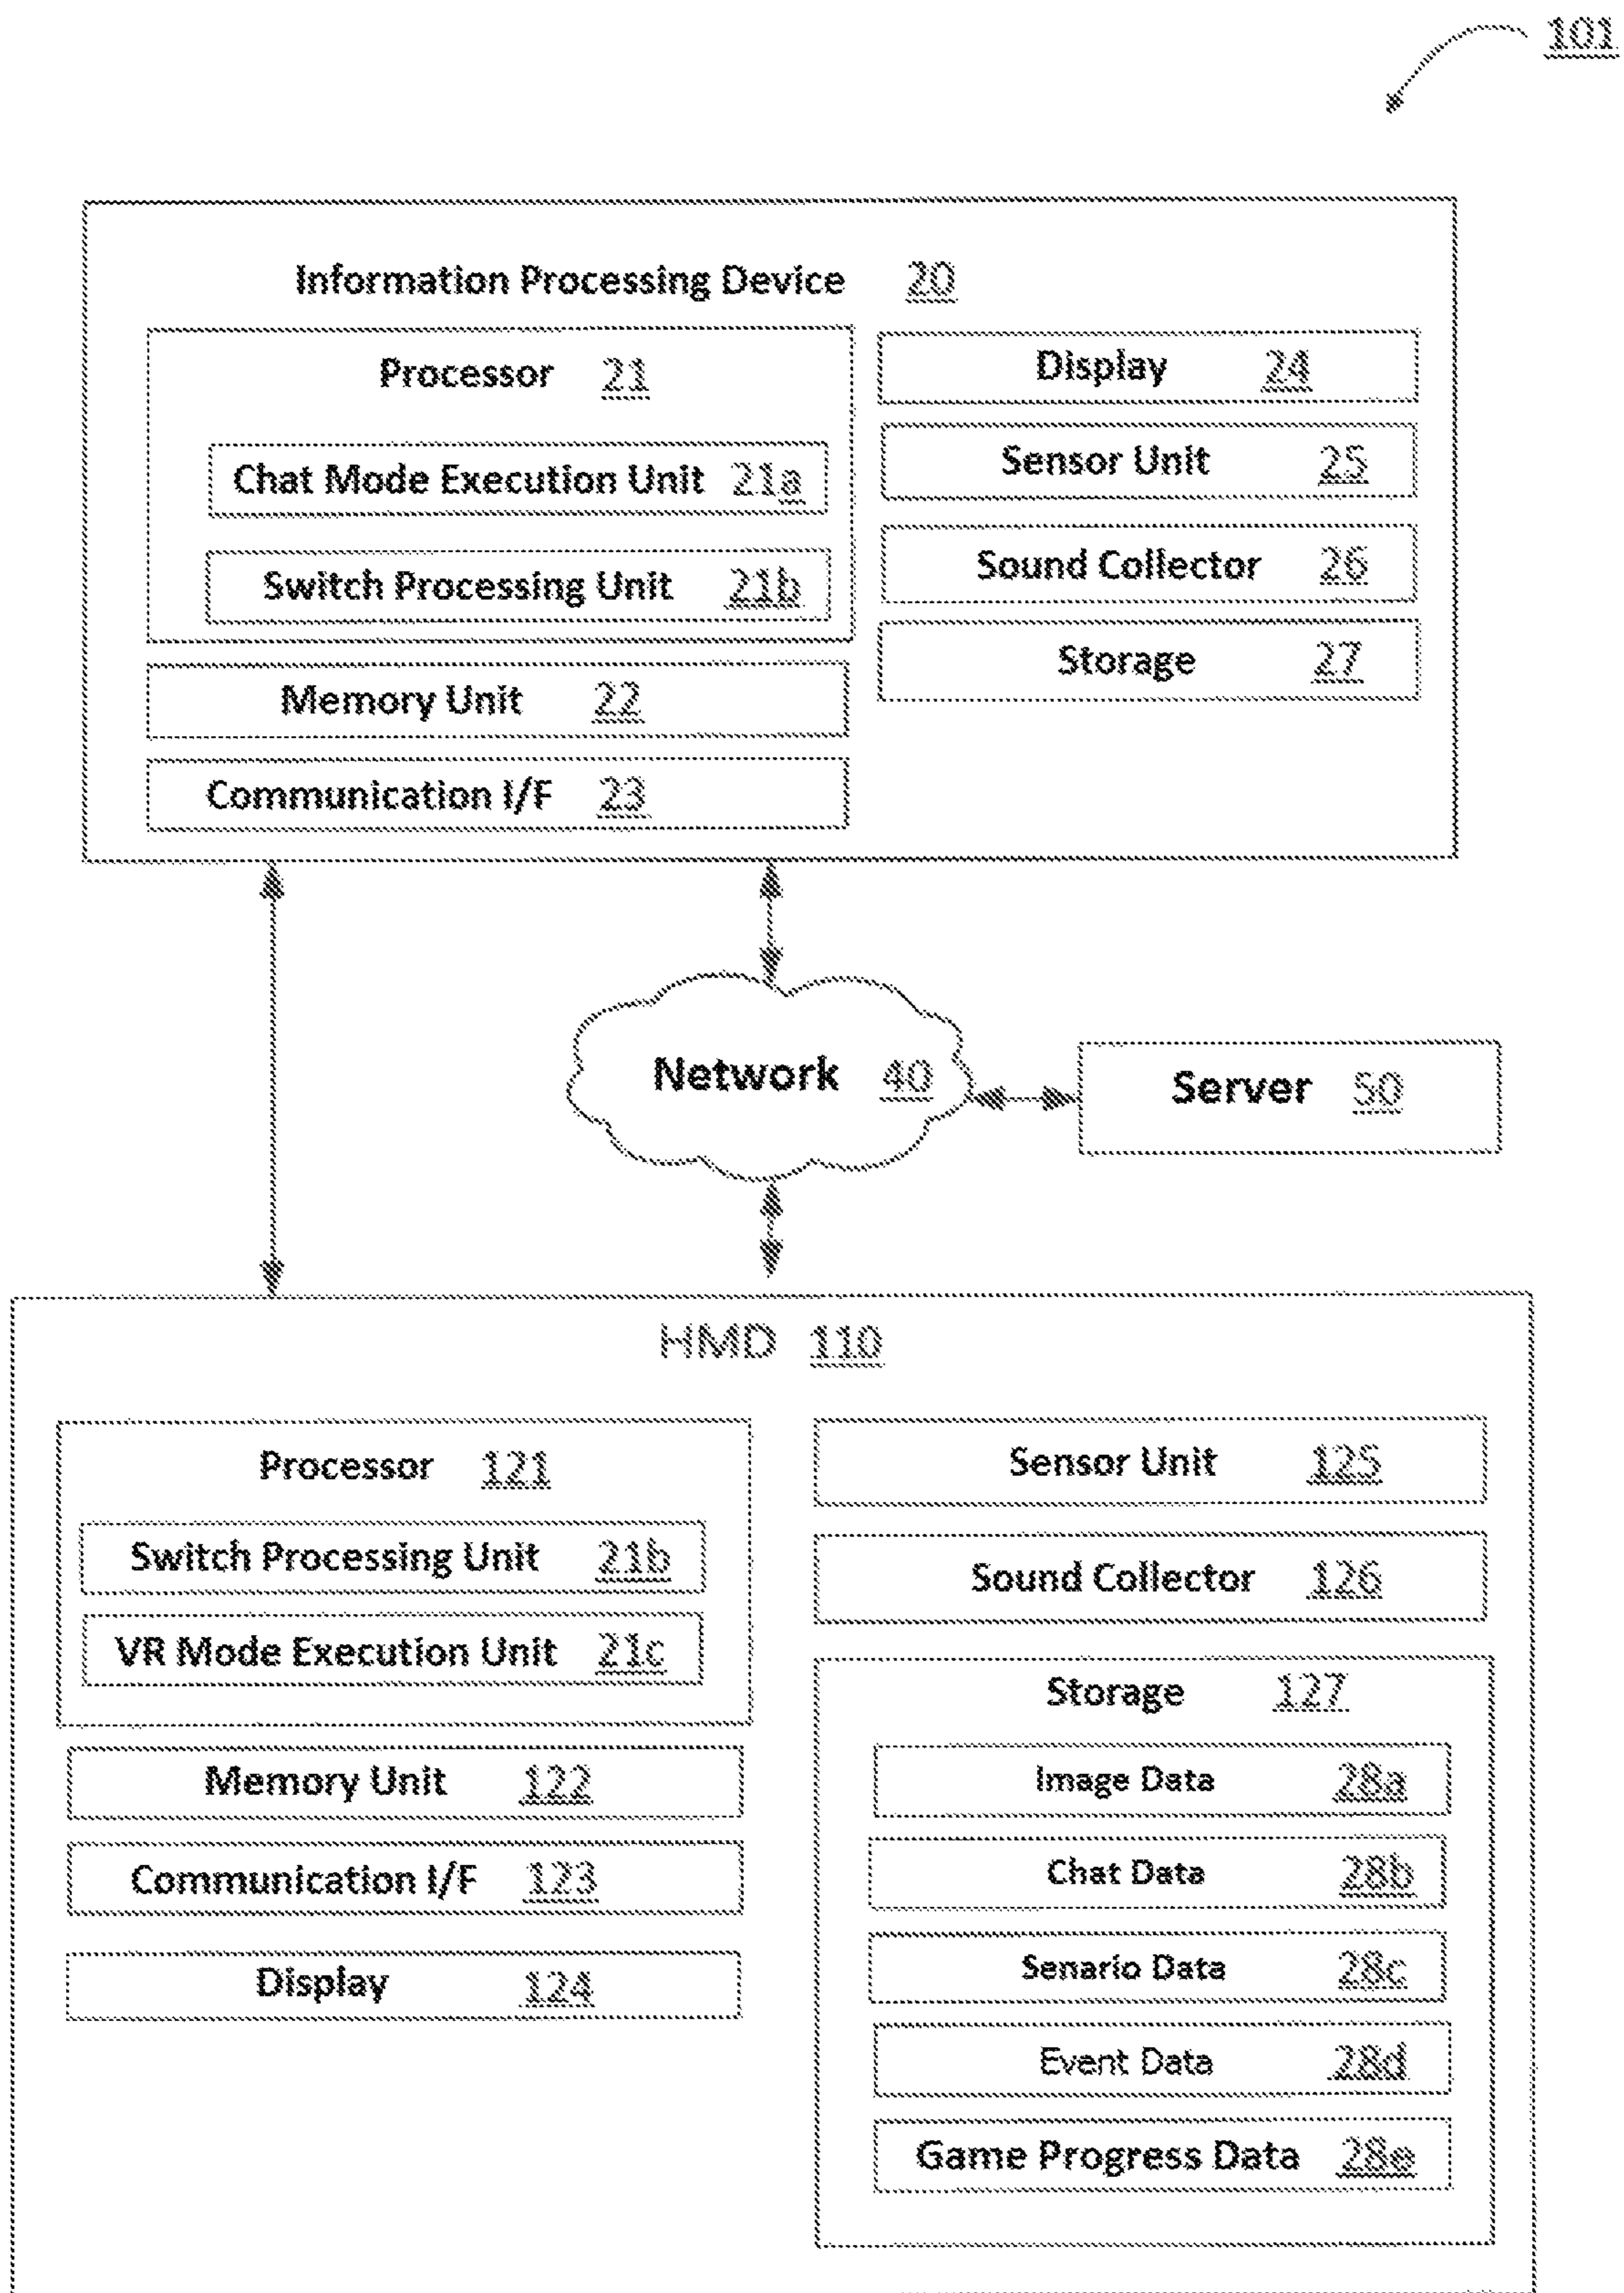 101
Information Processing Device 20
Processor 21
Chat Mode Execution Unit 21a
Switch Processing Unit 21b
Memory Unit 22
Communication I/F 23
Display 24
Sensor Unit 25
Sound Collector 26
Storage 27
Network 40
Server 50
HMD 110
Processor 121
Switch Processing Unit 21b
VR Mode Execution Unit 21c
Memory Unit 122
Communication I/F 123
Display 124
Sensor Unit 125
Sound Collector 126
Storage 127
Image Data 28a
Chat Data 28b
Senario Data 28c
Event Data 28d
Game Progress Data 28e